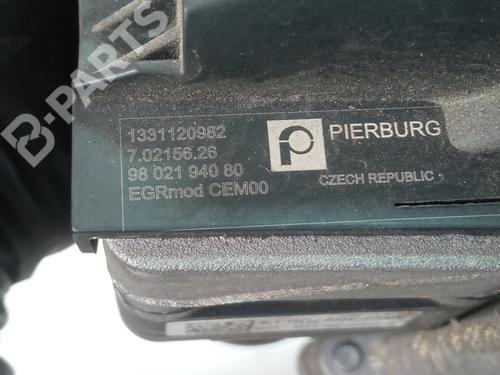 B-PARTS
1331120982
7.02156.26
98 021 940 80
EGRmod CEM00
PIERBURG
CZECH REPUBLIC